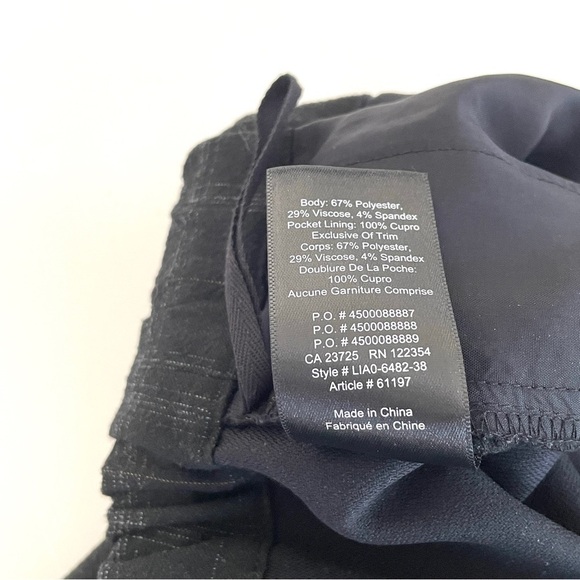 Body: 67% Polyester,
29% Viscose, 4% Spandex
Pocket Lining: 100% Cupro
Exclusive Of Trim
Corps: 67% Polyester,
29% Viscose, 4% Spandex
Doublure De La Poche:
100% Cupro
Aucune Garniture Comprise
P.O. # 4500088887
P.O. # 4500088888
P.O. # 4500088889
CA 23725 RN 122354
Style # LIA0-6482-38
Article # 61197
Made in China
Fabriqué en Chine